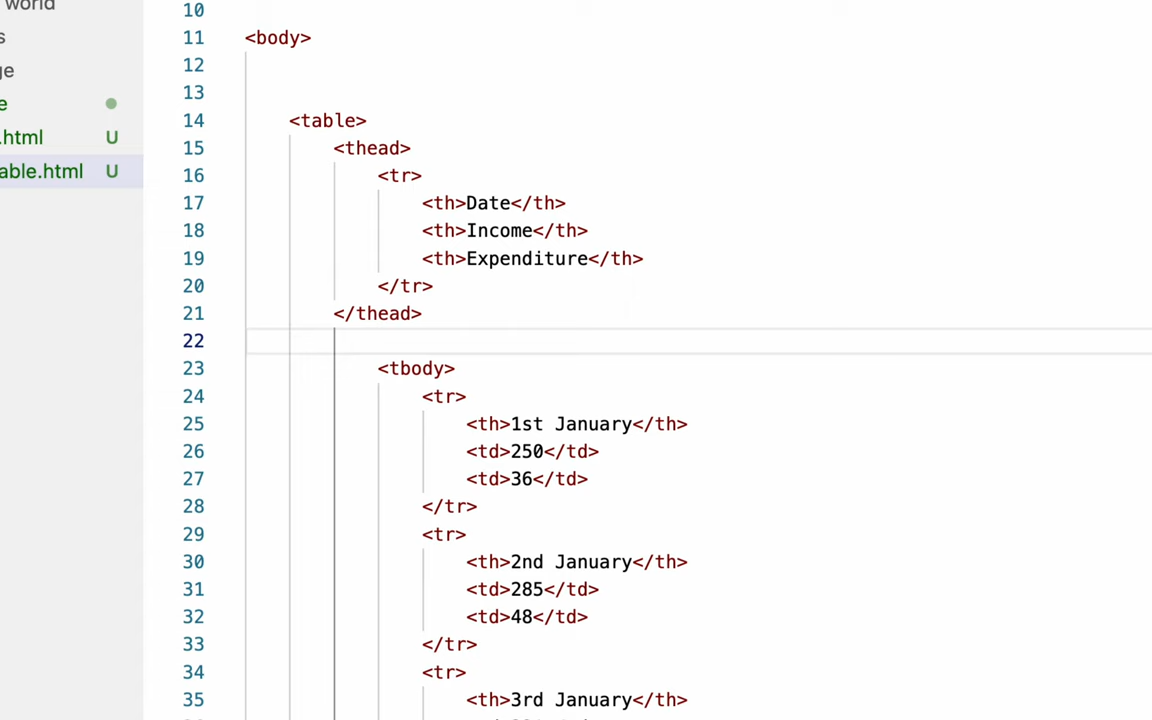 world
s
ge
e
.html U
able.html U
10
11 <body>
12
13
14 <table>
15 <thead>
16 <tr>
17 <th>Date</th>
18 <th>Income</th>
19 <th>Expenditure</th>
20 </tr>
21 </thead>
22
23 <tbody>
24 <tr>
25 <th>1st January</th>
26 <td>250</td>
27 <td>36</td>
28 </tr>
29 <tr>
30 <th>2nd January</th>
31 <td>285</td>
32 <td>48</td>
33 </tr>
34 <tr>
35 <th>3rd January</th>